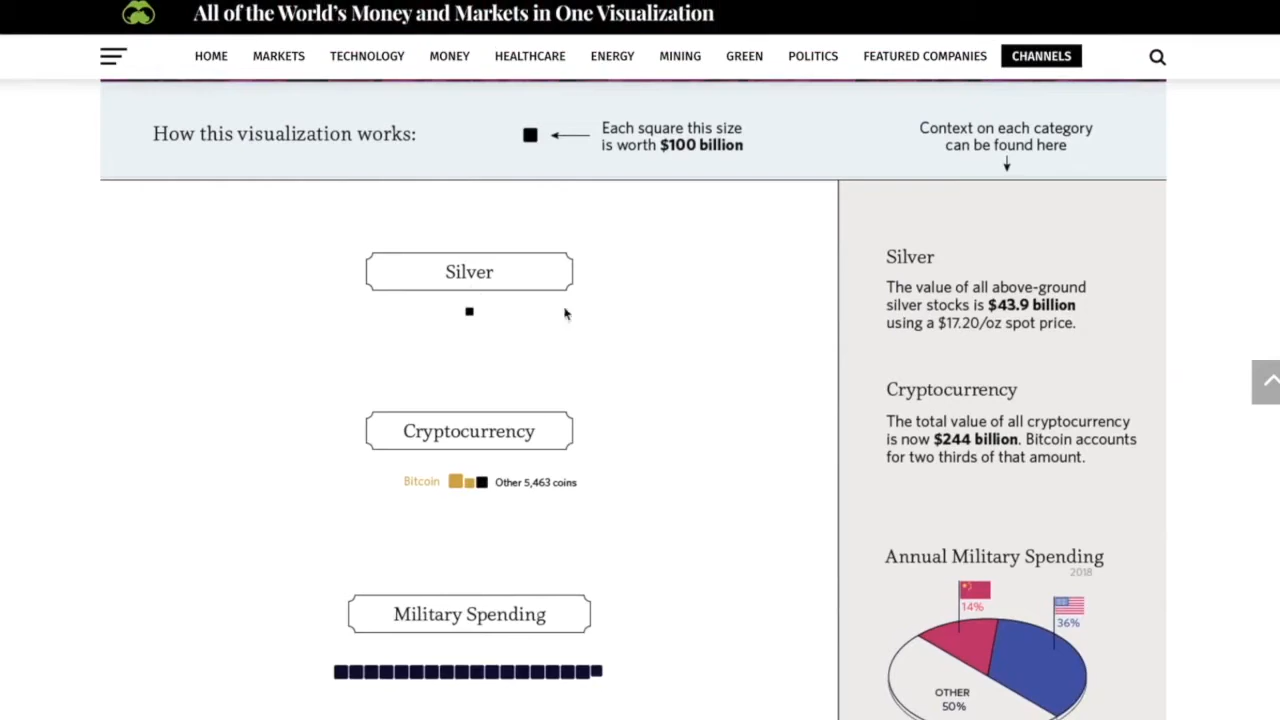 All of the World's Money and Markets in One Visualization
HOME MARKETS TECHNOLOGY MONEY HEALTHCARE ENERGY MINING GREEN POLITICS FEATURED COMPANIES CHANNELS
How this visualization works:
Each square this size
is worth $100 billion
Context on each category
can be found here
Silver
Silver
The value of all above-ground
silver stocks is $43.9 billion
using a $17.20/oz spot price.
Cryptocurrency
Bitcoin
Other 5,463 coins
Cryptocurrency
The total value of all cryptocurrency
is now $244 billion. Bitcoin accounts
for two thirds of that amount.
Military Spending
Annual Military Spending
2018
14%
36%
OTHER
50%